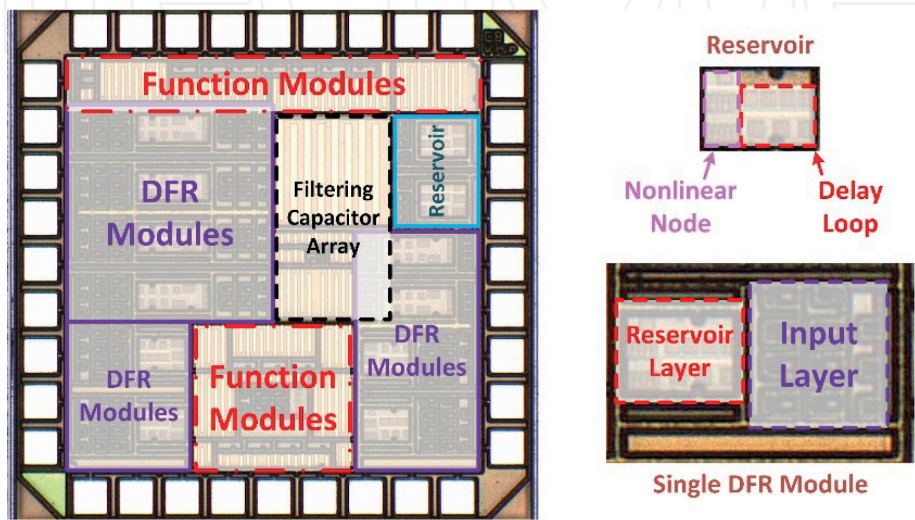 Function Modules
DFR
Modules
Filtering
Capacitor
Array
Reservoir
DFR
Modules
DFR
Modules
Function
Modules
Reservoir
Nonlinear
Node
Delay
Loop
Reservoir
Layer
Input
Layer
Single DFR Module